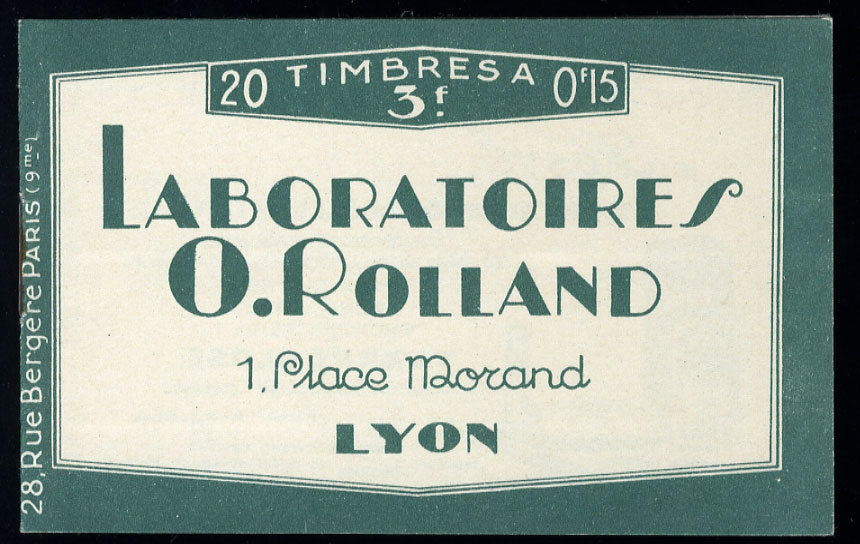 20 TIMBRES A 0f15
3f.
LABORATOIRES
O. ROLLAND
1, Place Morand
LYON
28, Rue Bergère PARIS (9me)